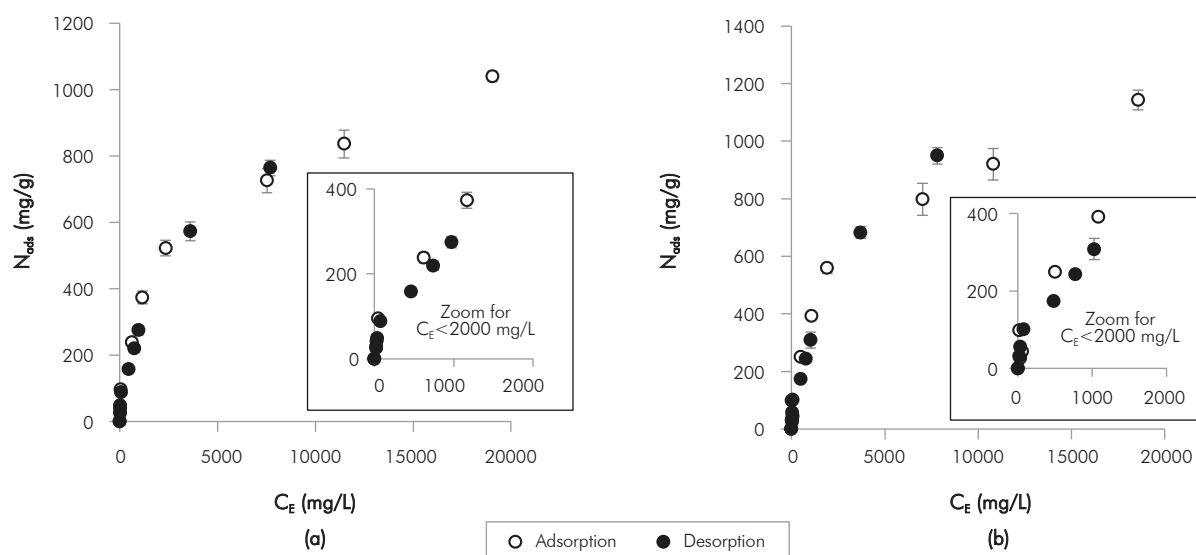 1200
1000
800
600
400
200
0
N_ads (mg/g)
400
200
0
0 1000 2000
Zoom for
C_E<2000 mg/L
0 5000 10000 15000 20000
C_E (mg/L)
(a)
1400
1200
1000
800
600
400
200
0
N_ads (mg/g)
400
200
0
0 1000 2000
Zoom for
C_E<2000 mg/L
0 5000 10000 15000 20000
C_E (mg/L)
(b)
Adsorption Desorption